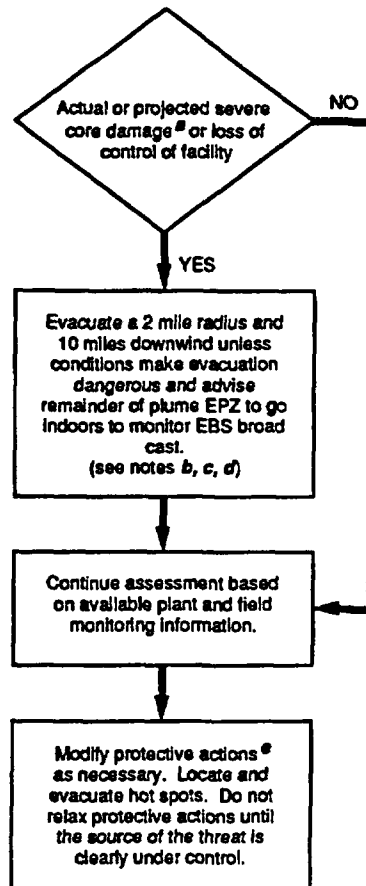 Actual or projected severe
core damage a or loss of
control of facility
NO
YES
Evacuate a 2 mile radius and
10 miles downwind unless
conditions make evacuation
dangerous and advise
remainder of plume EPZ to go
indoors to monitor EBS broad
cast.
(see notes b, c, d)
Continue assessment based
on available plant and field
monitoring information.
Modify protective actions e
as necessary. Locate and
evacuate hot spots. Do not
relax protective actions until
the source of the threat is
clearly under control.